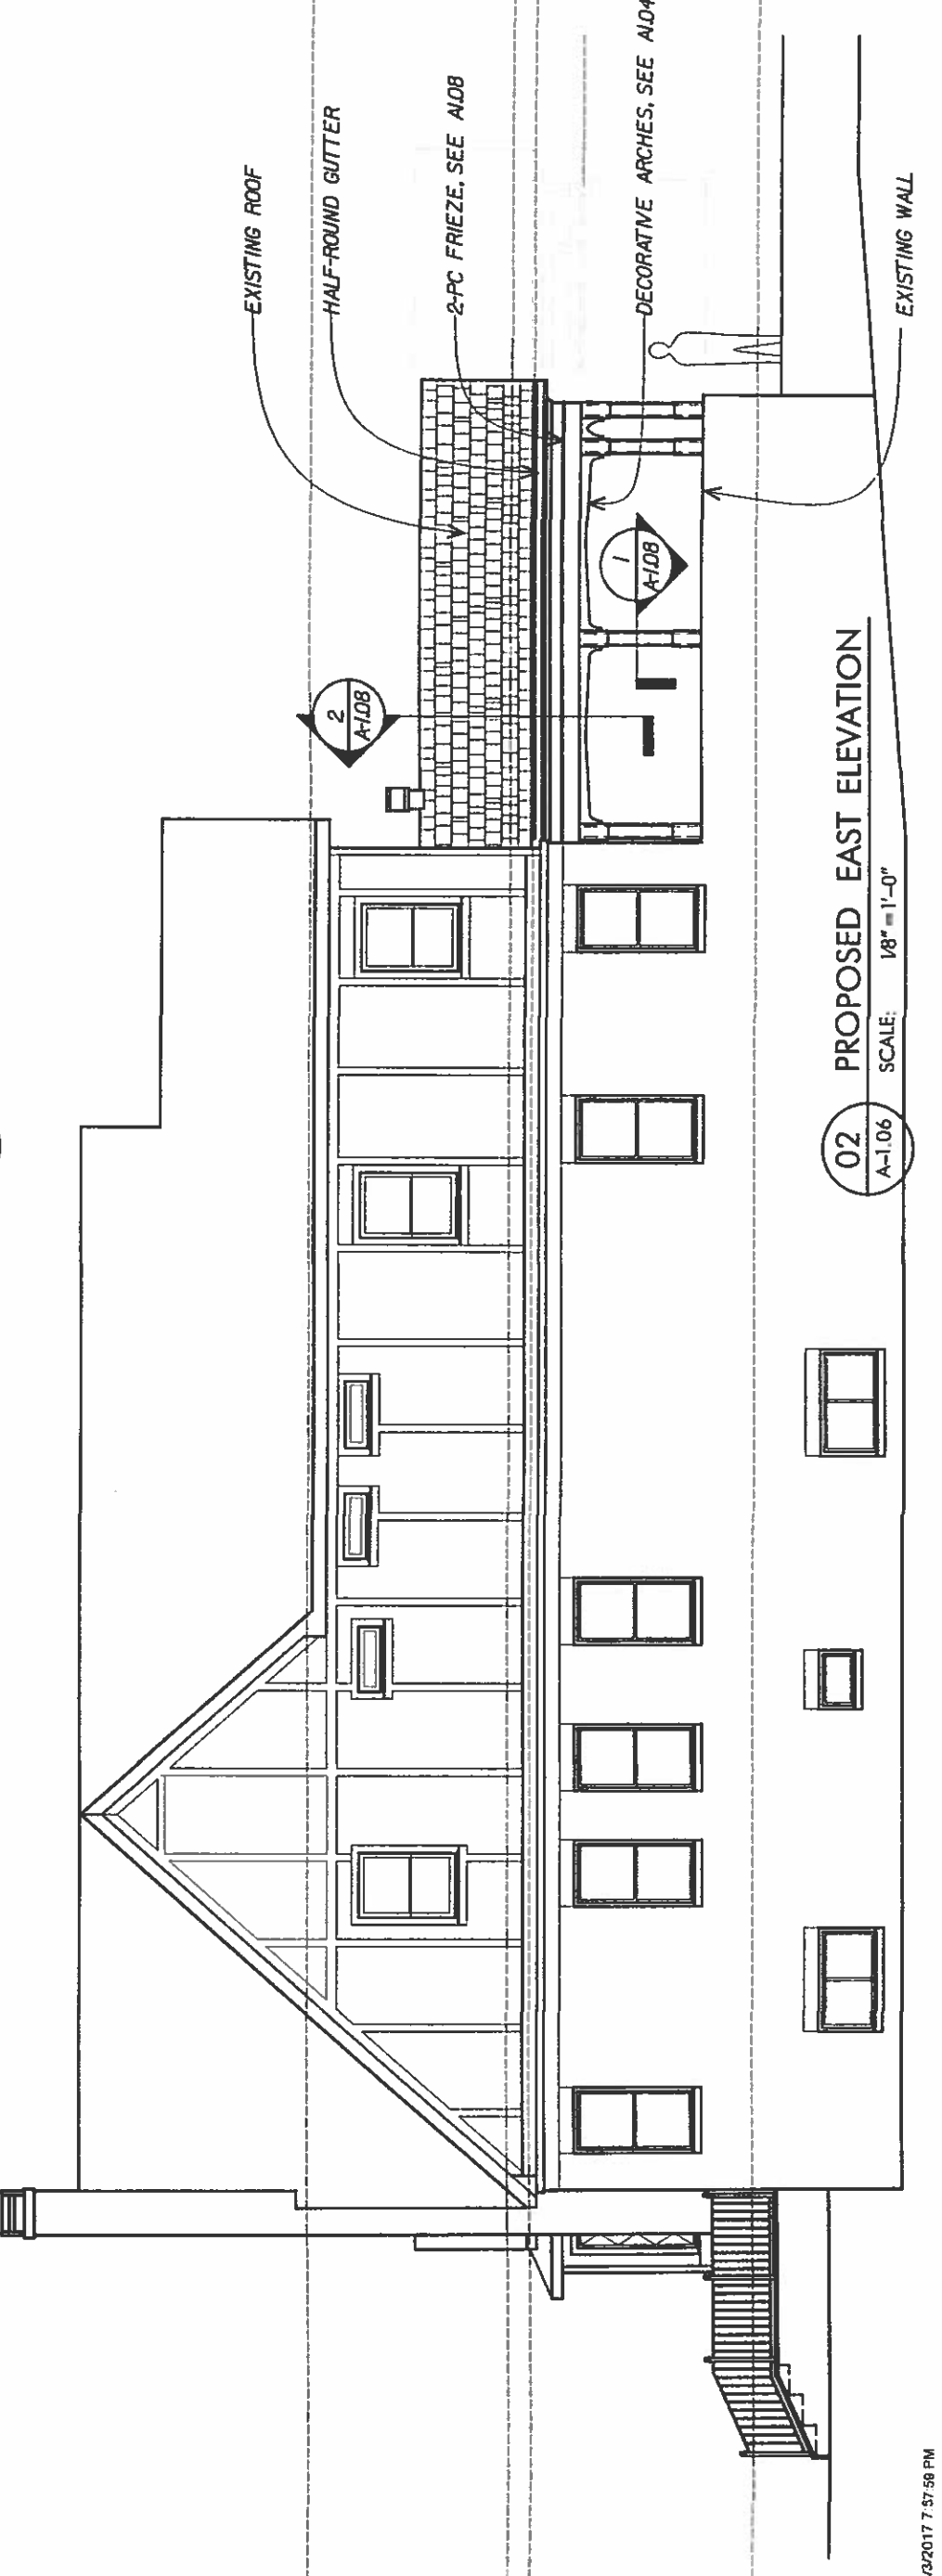 EXISTING ROOF
HALF-ROUND GUTTER
2-PC FRIEZE, SEE A1.08
DECORATIVE ARCHES, SEE A1.04
EXISTING WALL
2
A-1.08
1
A-1.08
02 PROPOSED EAST ELEVATION
A-1.06 SCALE: 1/8" = 1'-0"
/3/2017 7:57:59 PM